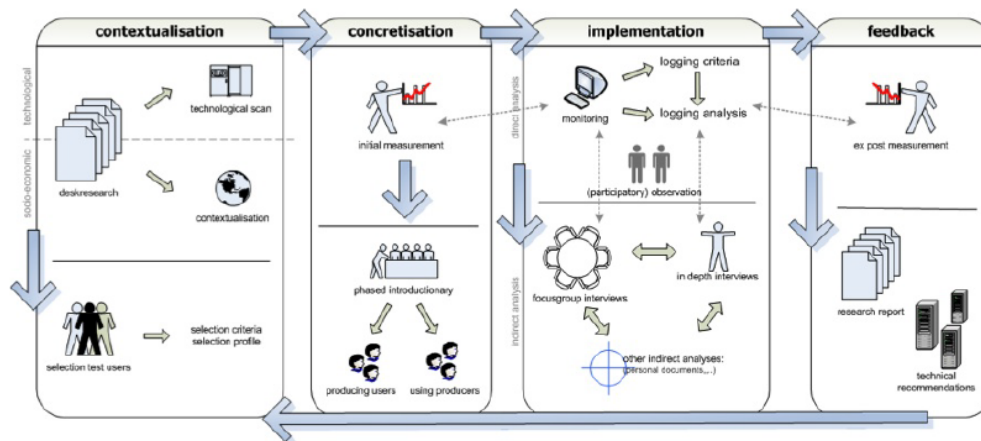 contextualisation
technological
socio-economic
deskresearch
technological scan
contextualisation
selection test users
selection criteria
selection profile
concretisation
initial measurement
phased introductionary
producing users
using producers
implementation
direct analysis
indirect analysis
monitoring
logging criteria
logging analysis
(participatory) observation
focusgroup interviews
in depth interviews
other indirect analyses:
(personal documents,...)
feedback
ex post measurement
research report
technical
recommendations